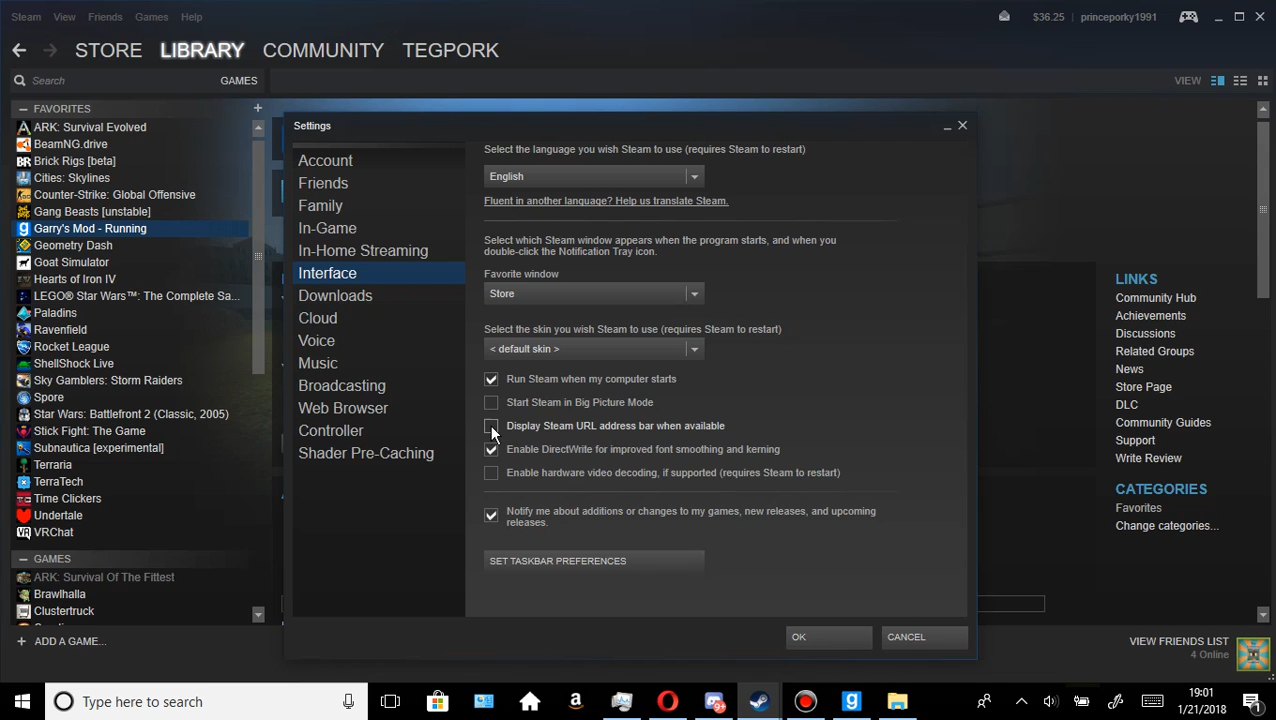 Steam View Friends Games Help
$36.25 princeporky1991
STORE LIBRARY COMMUNITY TEGPORK
Search GAMES
VIEW
FAVORITES
ARK: Survival Evolved
BeamNG.drive
Brick Rigs [beta]
Cities: Skylines
Counter-Strike: Global Offensive
Gang Beasts [unstable]
Garry's Mod - Running
Geometry Dash
Goat Simulator
Hearts of Iron IV
LEGO® Star Wars™: The Complete Sa...
Paladins
Ravenfield
Rocket League
ShellShock Live
Sky Gamblers: Storm Raiders
Spore
Star Wars: Battlefront 2 (Classic, 2005)
Stick Fight: The Game
Subnautica [experimental]
Terraria
TerraTech
Time Clickers
Undertale
VRChat
GAMES
ARK: Survival Of The Fittest
Brawlhalla
Clustertruck
ADD A GAME...
Settings
Account
Friends
Family
In-Game
In-Home Streaming
Interface
Downloads
Cloud
Voice
Music
Broadcasting
Web Browser
Controller
Shader Pre-Caching
Select the language you wish Steam to use (requires Steam to restart)
English
Fluent in another language? Help us translate Steam.
Select which Steam window appears when the program starts, and when you
double-click the Notification Tray icon.
Favorite window
Store
Select the skin you wish Steam to use (requires Steam to restart)
< default skin >
Run Steam when my computer starts
Start Steam in Big Picture Mode
Display Steam URL address bar when available
Enable DirectWrite for improved font smoothing and kerning
Enable hardware video decoding, if supported (requires Steam to restart)
Notify me about additions or changes to my games, new releases, and upcoming
releases.
SET TASKBAR PREFERENCES
OK CANCEL
LINKS
Community Hub
Achievements
Discussions
Related Groups
News
Store Page
DLC
Community Guides
Support
Write Review
CATEGORIES
Favorites
Change categories...
VIEW FRIENDS LIST
4 Online
Type here to search
19:01
1/21/2018